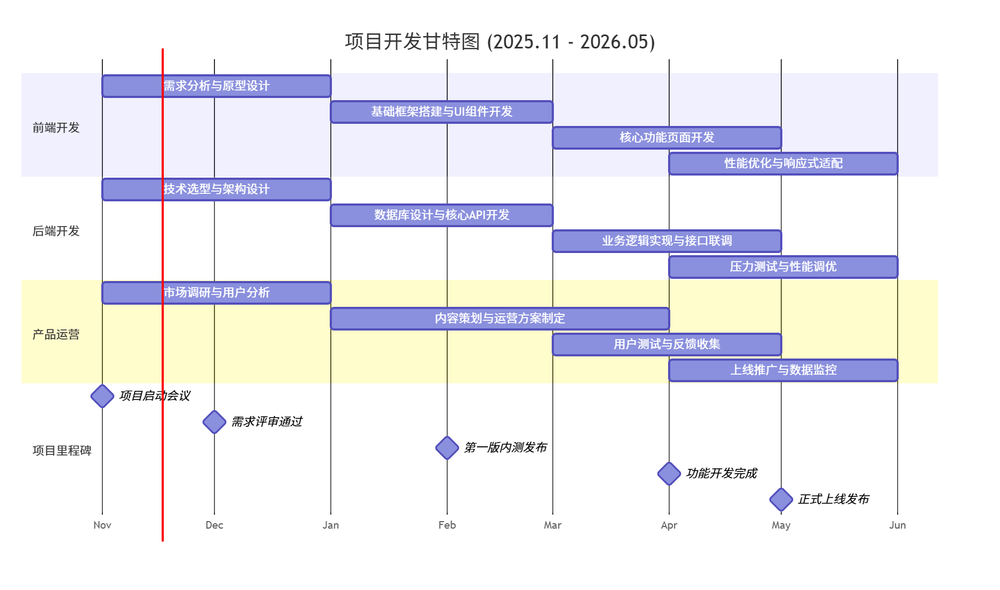 项目开发甘特图 (2025.11 - 2026.05)
前端开发
需求分析与原型设计
基础框架搭建与UI组件开发
核心功能页面开发
性能优化与响应式适配
后端开发
技术选型与架构设计
数据库设计与核心API开发
业务逻辑实现与接口联调
压力测试与性能调优
产品运营
市场调研与用户分析
内容策划与运营方案制定
用户测试与反馈收集
上线推广与数据监控
项目里程碑
项目启动会议
需求评审通过
第一版内测发布
功能开发完成
正式上线发布
Nov Dec Jan Feb Mar Apr May Jun